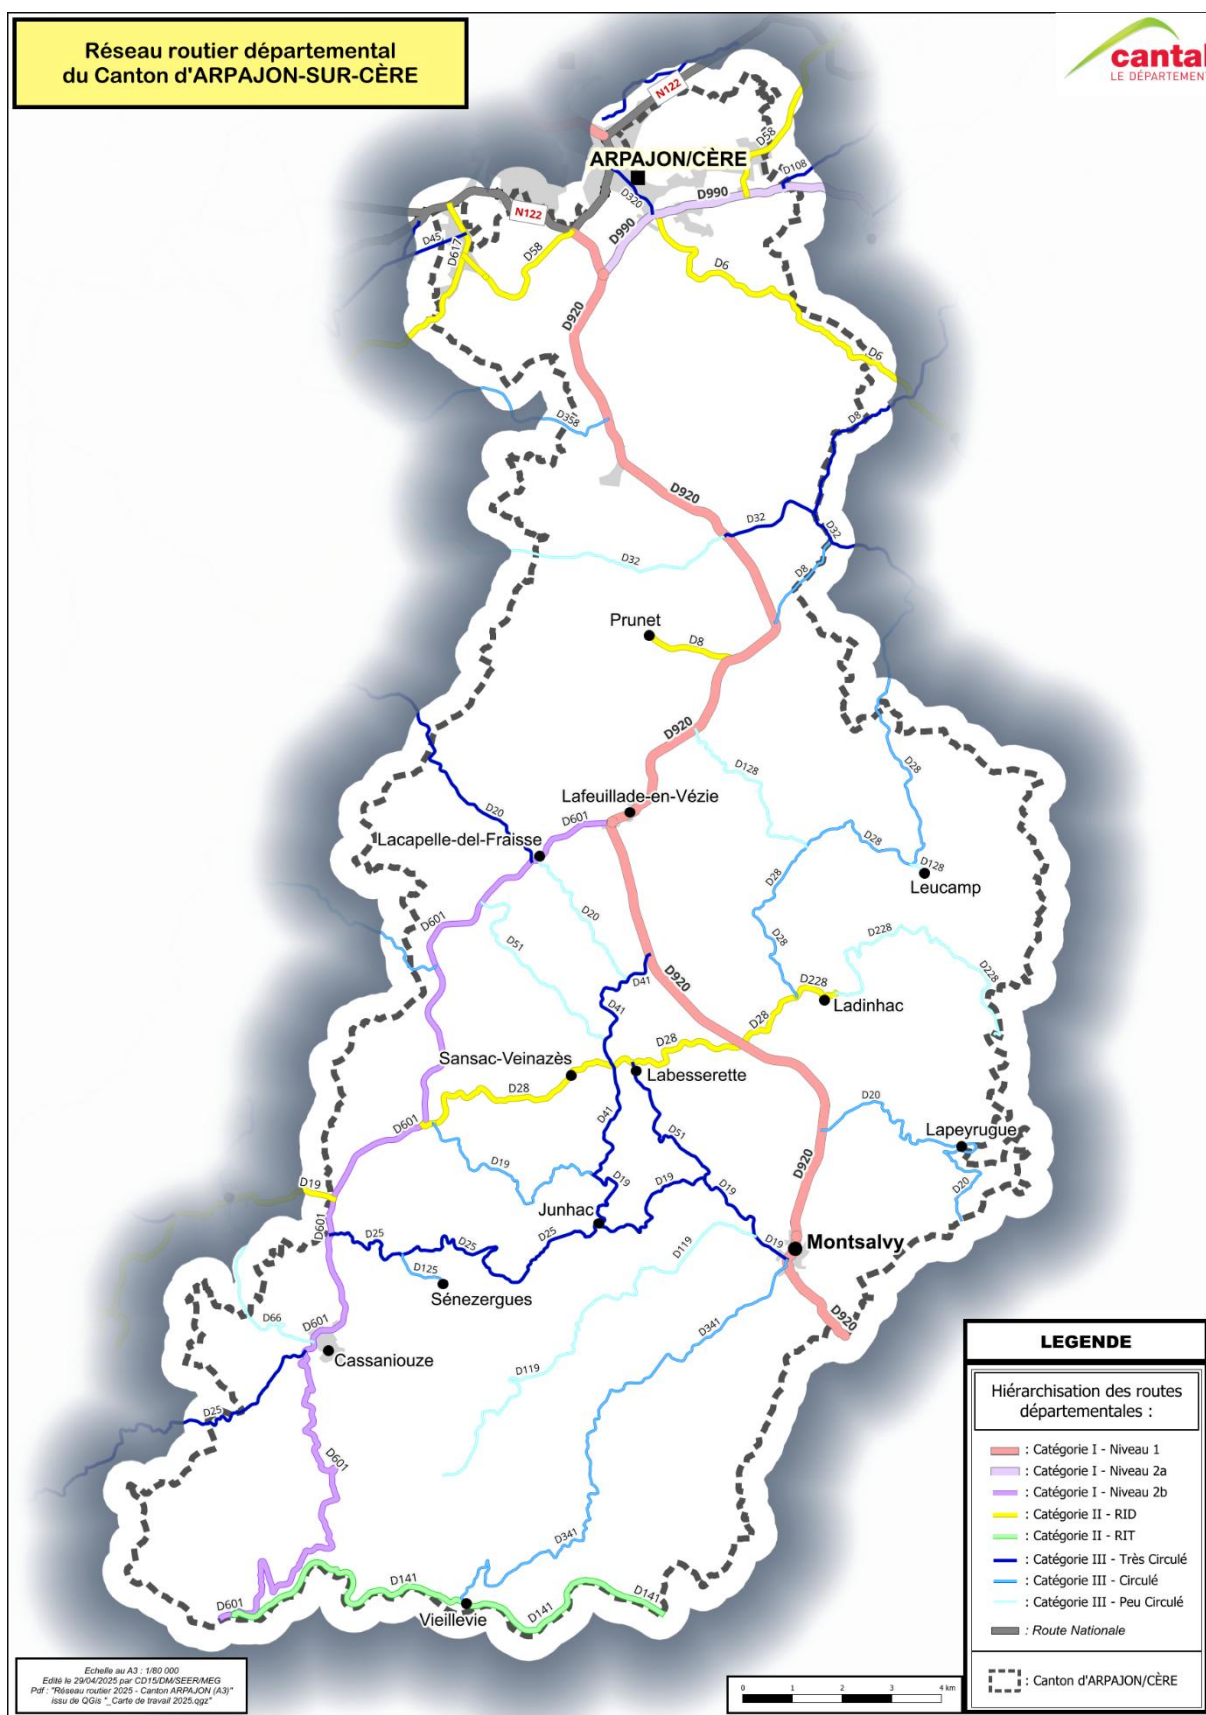 Réseau routier départemental
du Canton d'ARPAJON-SUR-CÈRE
cantal
LE DÉPARTEMENT
N122
D58
ARPAJON/CÈRE
D108
D320
D990
N122
D990
D45
D617
D58
D6
D920
D6
D358
D8
D920
D32
D32
D32
D8
Prunet
D8
D920
D128
D28
D20
Lafeuillade-en-Vézie
D601
Lacapelle-del-Fraisse
D28
D128
Leucamp
D28
D601
D20
D228
D51
D28
D41
D920
D228
D41
D228
Ladinhac
D28
D28
Sansac-Veinazès
Labesserette
D28
D20
D601
D41
D51
Lapeyrugue
D19
D920
D19
D19
D19
D19
D20
Junhac
D601
D25
D25
D25
D119
D19
Montsalvy
D125
Sénezergues
D66
D601
D341
D920
Cassaniouze
D119
D25
D601
D341
D141
D141
D601
Vieillevie
D141
LEGENDE
Hiérarchisation des routes
départementales :
: Catégorie I - Niveau 1
: Catégorie I - Niveau 2a
: Catégorie I - Niveau 2b
: Catégorie II - RID
: Catégorie II - RIT
: Catégorie III - Très Circulé
: Catégorie III - Circulé
: Catégorie III - Peu Circulé
: Route Nationale
: Canton d'ARPAJON/CÈRE
Echelle au A3 : 1/80 000
Edité le 29/04/2025 par CD15/DM/SEER/MEG
Pdf : "Réseau routier 2025 - Canton ARPAJON (A3)"
issu de QGis "_Carte de travail 2025.qgz"
0 1 2 3 4 km